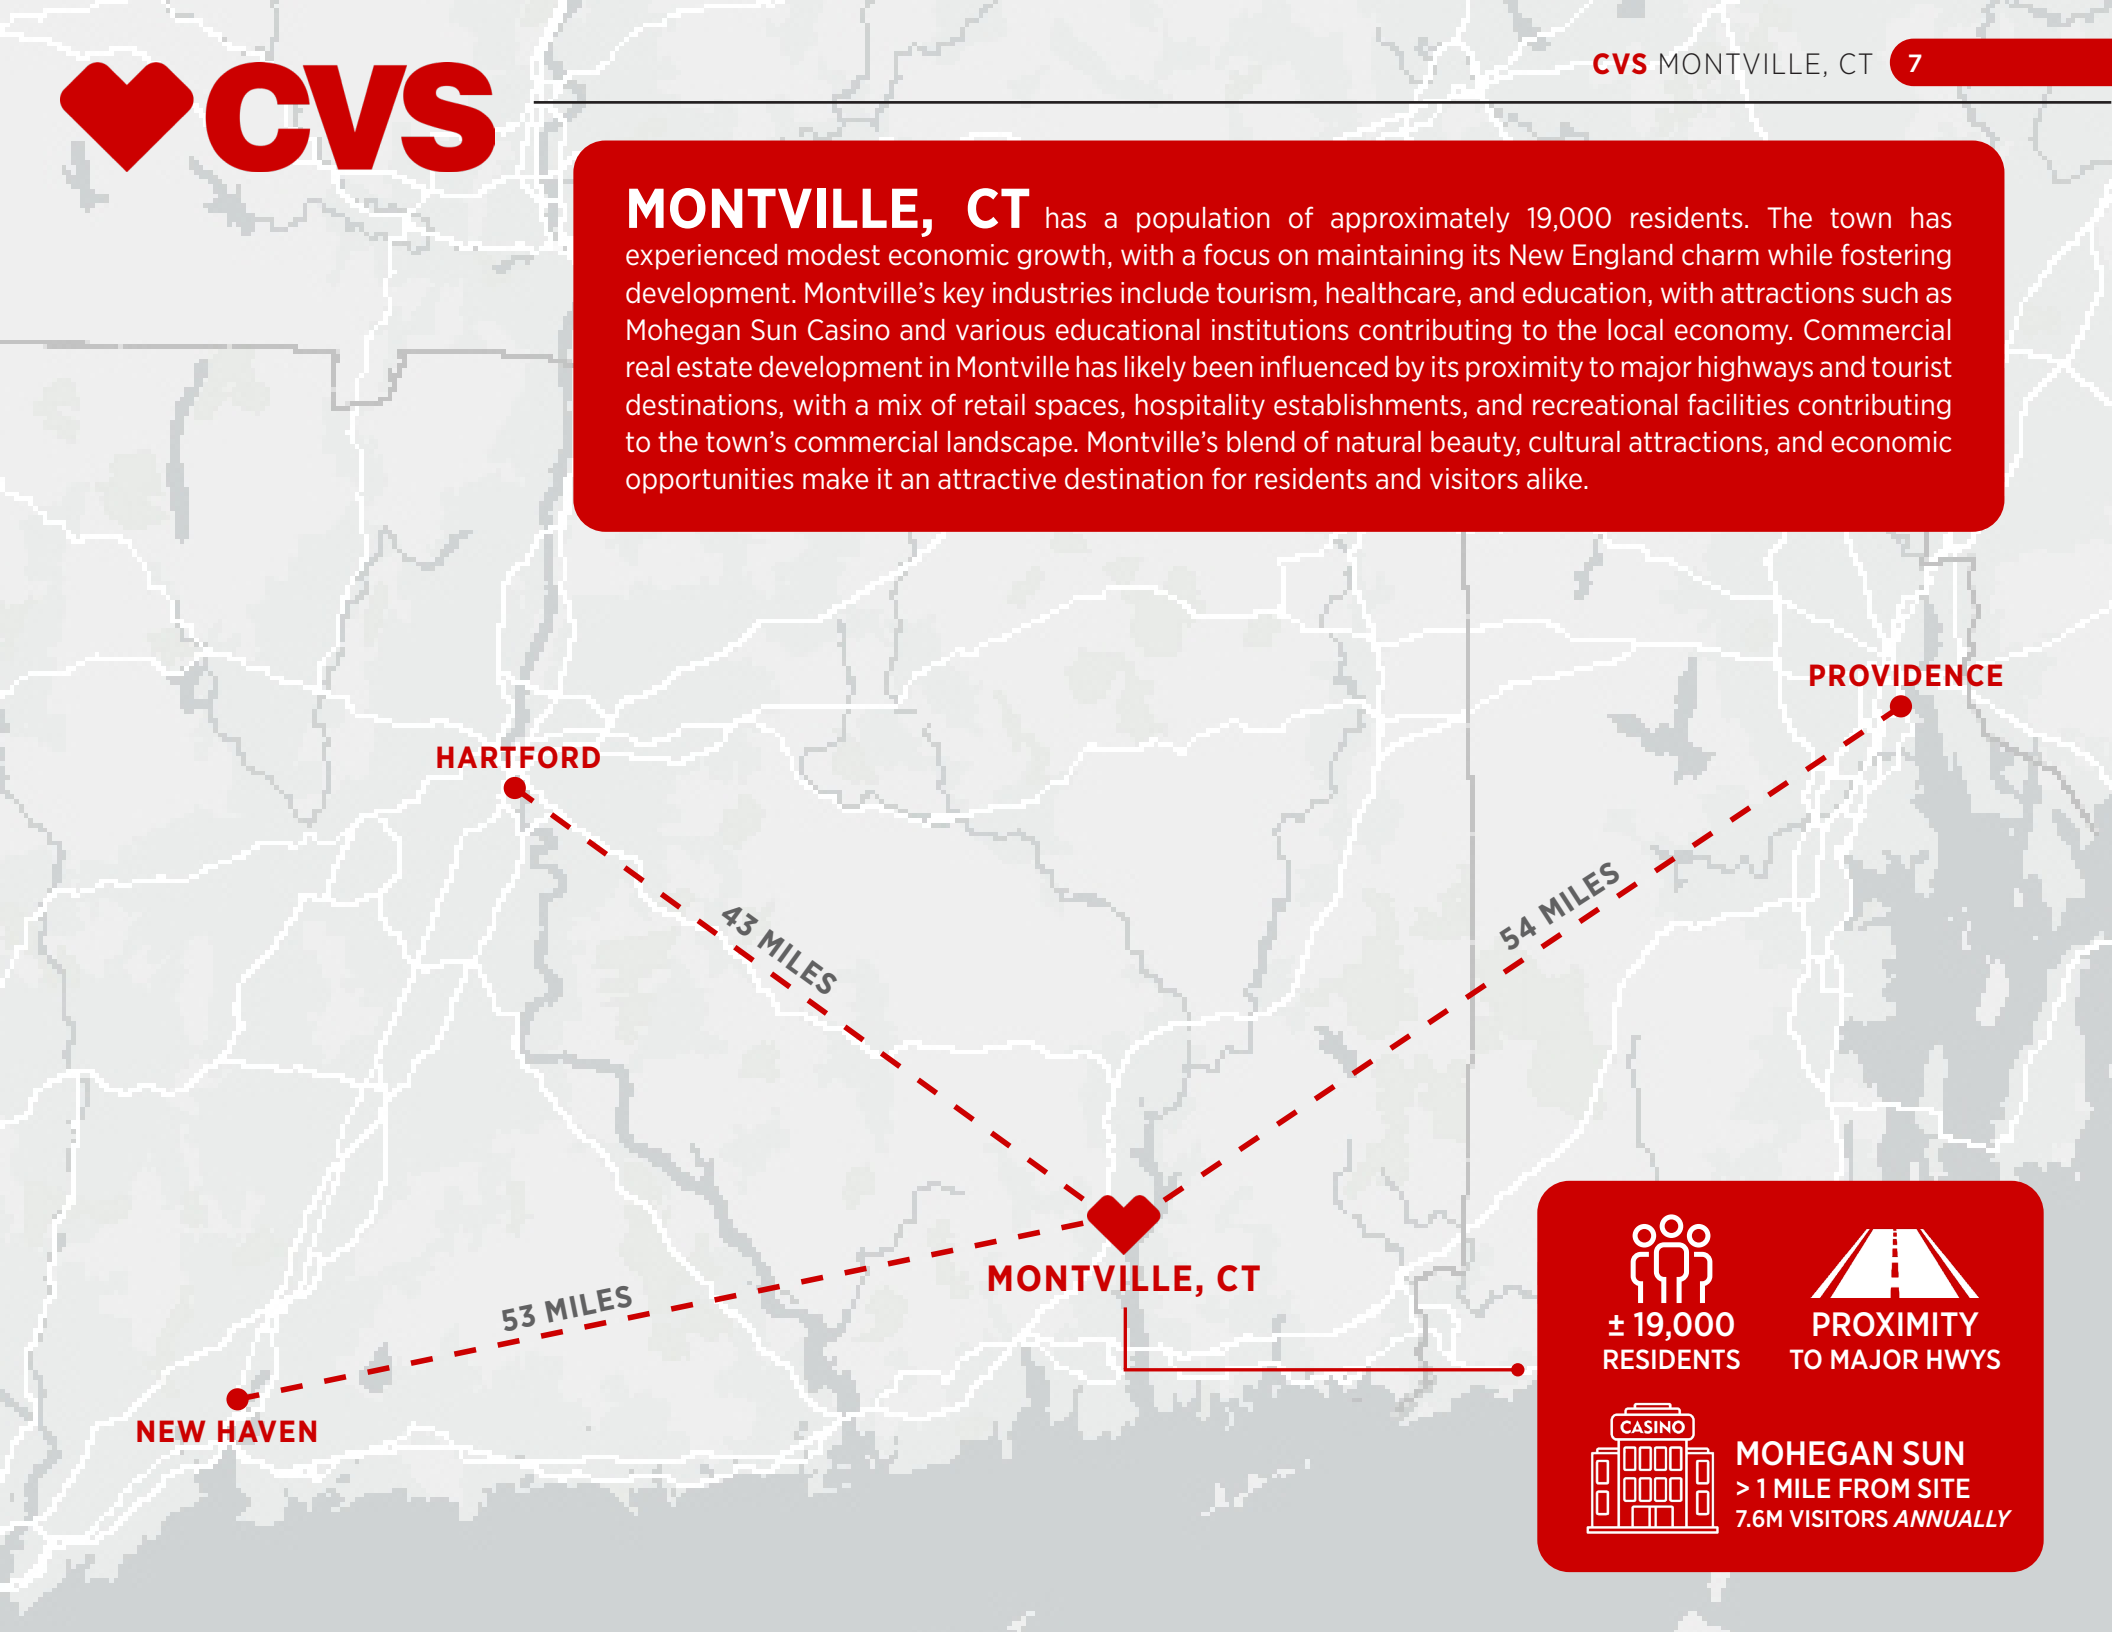 CVS
CVS MONTVILLE, CT 7
MONTVILLE, CT has a population of approximately 19,000 residents. The town has
experienced modest economic growth, with a focus on maintaining its New England charm while fostering
development. Montville’s key industries include tourism, healthcare, and education, with attractions such as
Mohegan Sun Casino and various educational institutions contributing to the local economy. Commercial
real estate development in Montville has likely been influenced by its proximity to major highways and tourist
destinations, with a mix of retail spaces, hospitality establishments, and recreational facilities contributing
to the town’s commercial landscape. Montville’s blend of natural beauty, cultural attractions, and economic
opportunities make it an attractive destination for residents and visitors alike.
PROVIDENCE
HARTFORD
43 MILES
54 MILES
MONTVILLE, CT
53 MILES
NEW HAVEN
± 19,000
RESIDENTS
PROXIMITY
TO MAJOR HWYS
CASINO
MOHEGAN SUN
> 1 MILE FROM SITE
7.6M VISITORS ANNUALLY